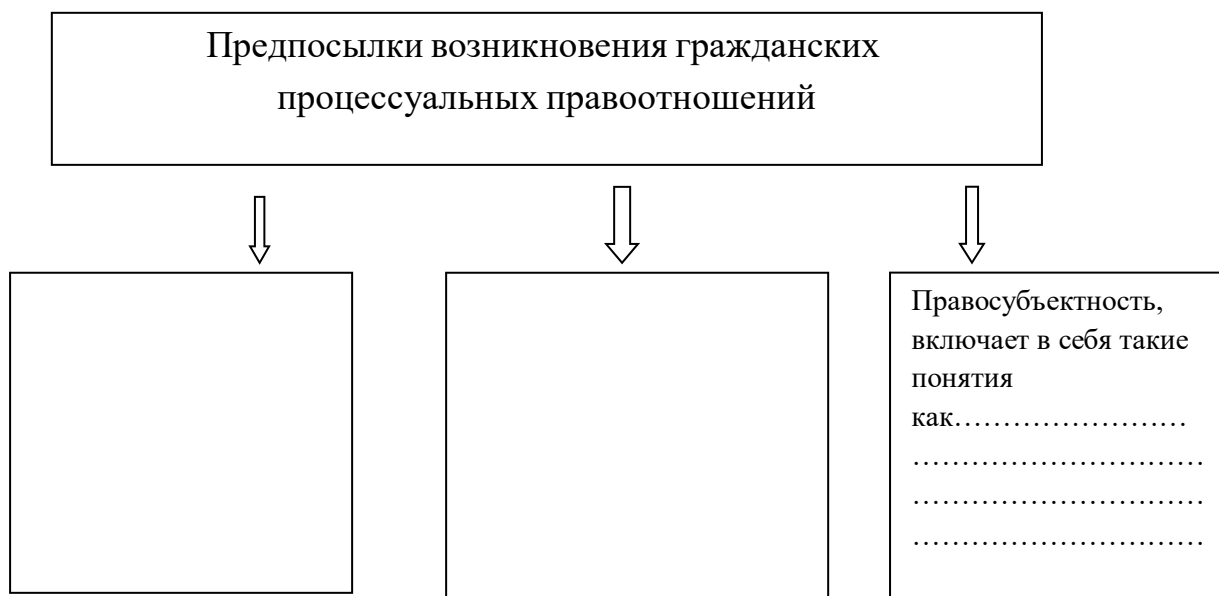 Предпосылки возникновения гражданских
процессуальных правоотношений
Правосубъектность,
включает в себя такие
понятия
как……………………
…………………………
…………………………
…………………………